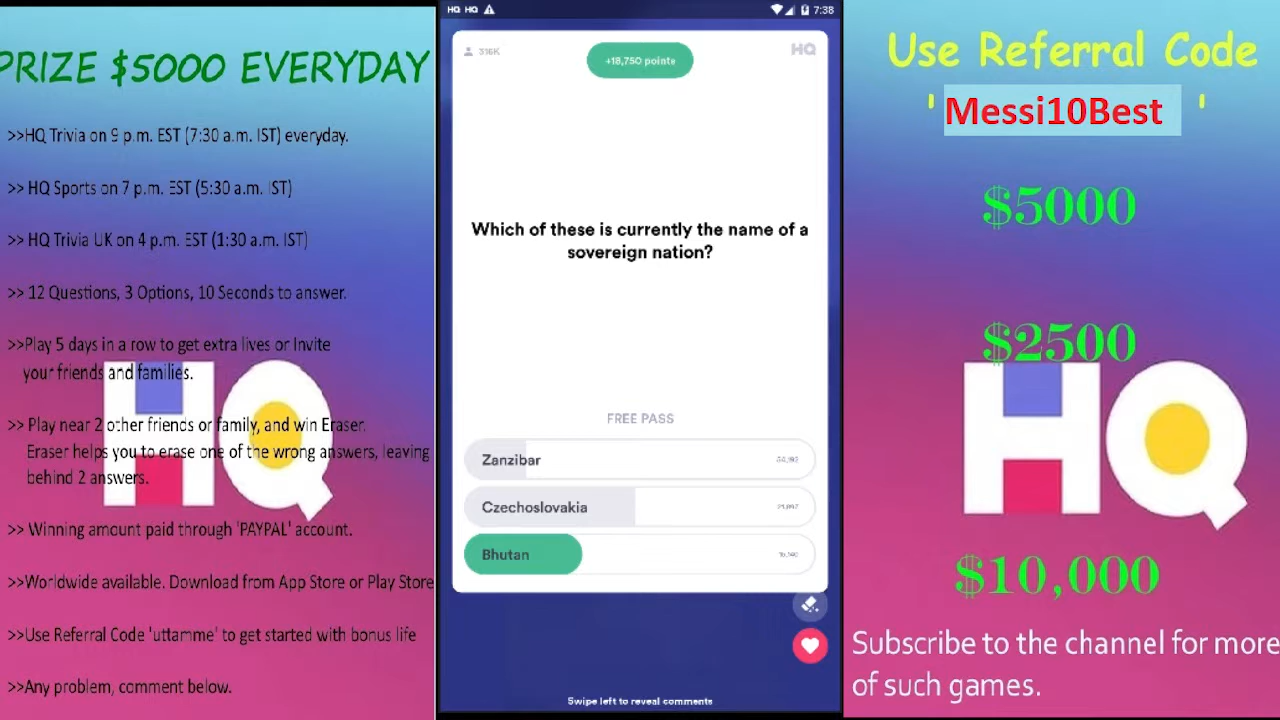 PRIZE $5000 EVERYDAY
>>HQ Trivia on 9 p.m. EST (7:30 a.m. IST) everyday.
>> HQ Sports on 7 p.m. EST (5:30 a.m. IST)
>> HQ Trivia UK on 4 p.m. EST (1:30 a.m. IST)
>> 12 Questions, 3 Options, 10 Seconds to answer.
>>Play 5 days in a row to get extra lives or Invite
your friends and families.
>> Play near 2 other friends or family, and win Eraser.
Eraser helps you to erase one of the wrong answers, leaving
behind 2 answers.
>> Winning amount paid through 'PAYPAL' account.
>>Worldwide available. Download from App Store or Play Store
>>Use Referral Code 'uttamme' to get started with bonus life
>>Any problem, comment below.
HQ
HQ HQ 7:38
316K +18,750 points HQ
Which of these is currently the name of a
sovereign nation?
FREE PASS
Zanzibar
Czechoslovakia
Bhutan
Swipe left to reveal comments
Use Referral Code
' Messi10Best '
$5000
$2500
HQ
$10,000
Subscribe to the channel for more
of such games.